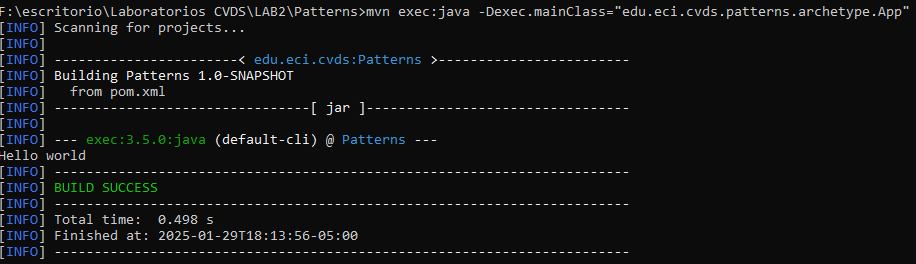 F:\escritorio\Laboratorios CVDS\LAB2\Patterns>mvn exec:java -Dexec.mainClass="edu.eci.cvds.patterns.archetype.App"
[INFO] Scanning for projects...
[INFO]
[INFO] -----------------------< edu.eci.cvds:Patterns >------------------------
[INFO] Building Patterns 1.0-SNAPSHOT
[INFO]   from pom.xml
[INFO] --------------------------------[ jar ]---------------------------------
[INFO]
[INFO] --- exec:3.5.0:java (default-cli) @ Patterns ---
Hello world
[INFO] ------------------------------------------------------------------------
[INFO] BUILD SUCCESS
[INFO] ------------------------------------------------------------------------
[INFO] Total time:  0.498 s
[INFO] Finished at: 2025-01-29T18:13:56-05:00
[INFO] ------------------------------------------------------------------------